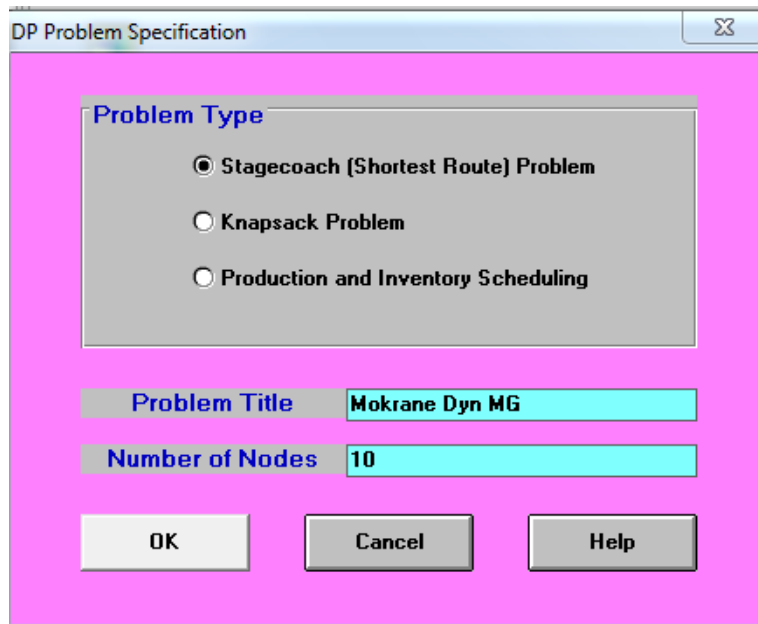 DP Problem Specification
Problem Type
Stagecoach (Shortest Route) Problem
Knapsack Problem
Production and Inventory Scheduling
Problem Title Mokrane Dyn MG
Number of Nodes 10
OK Cancel Help